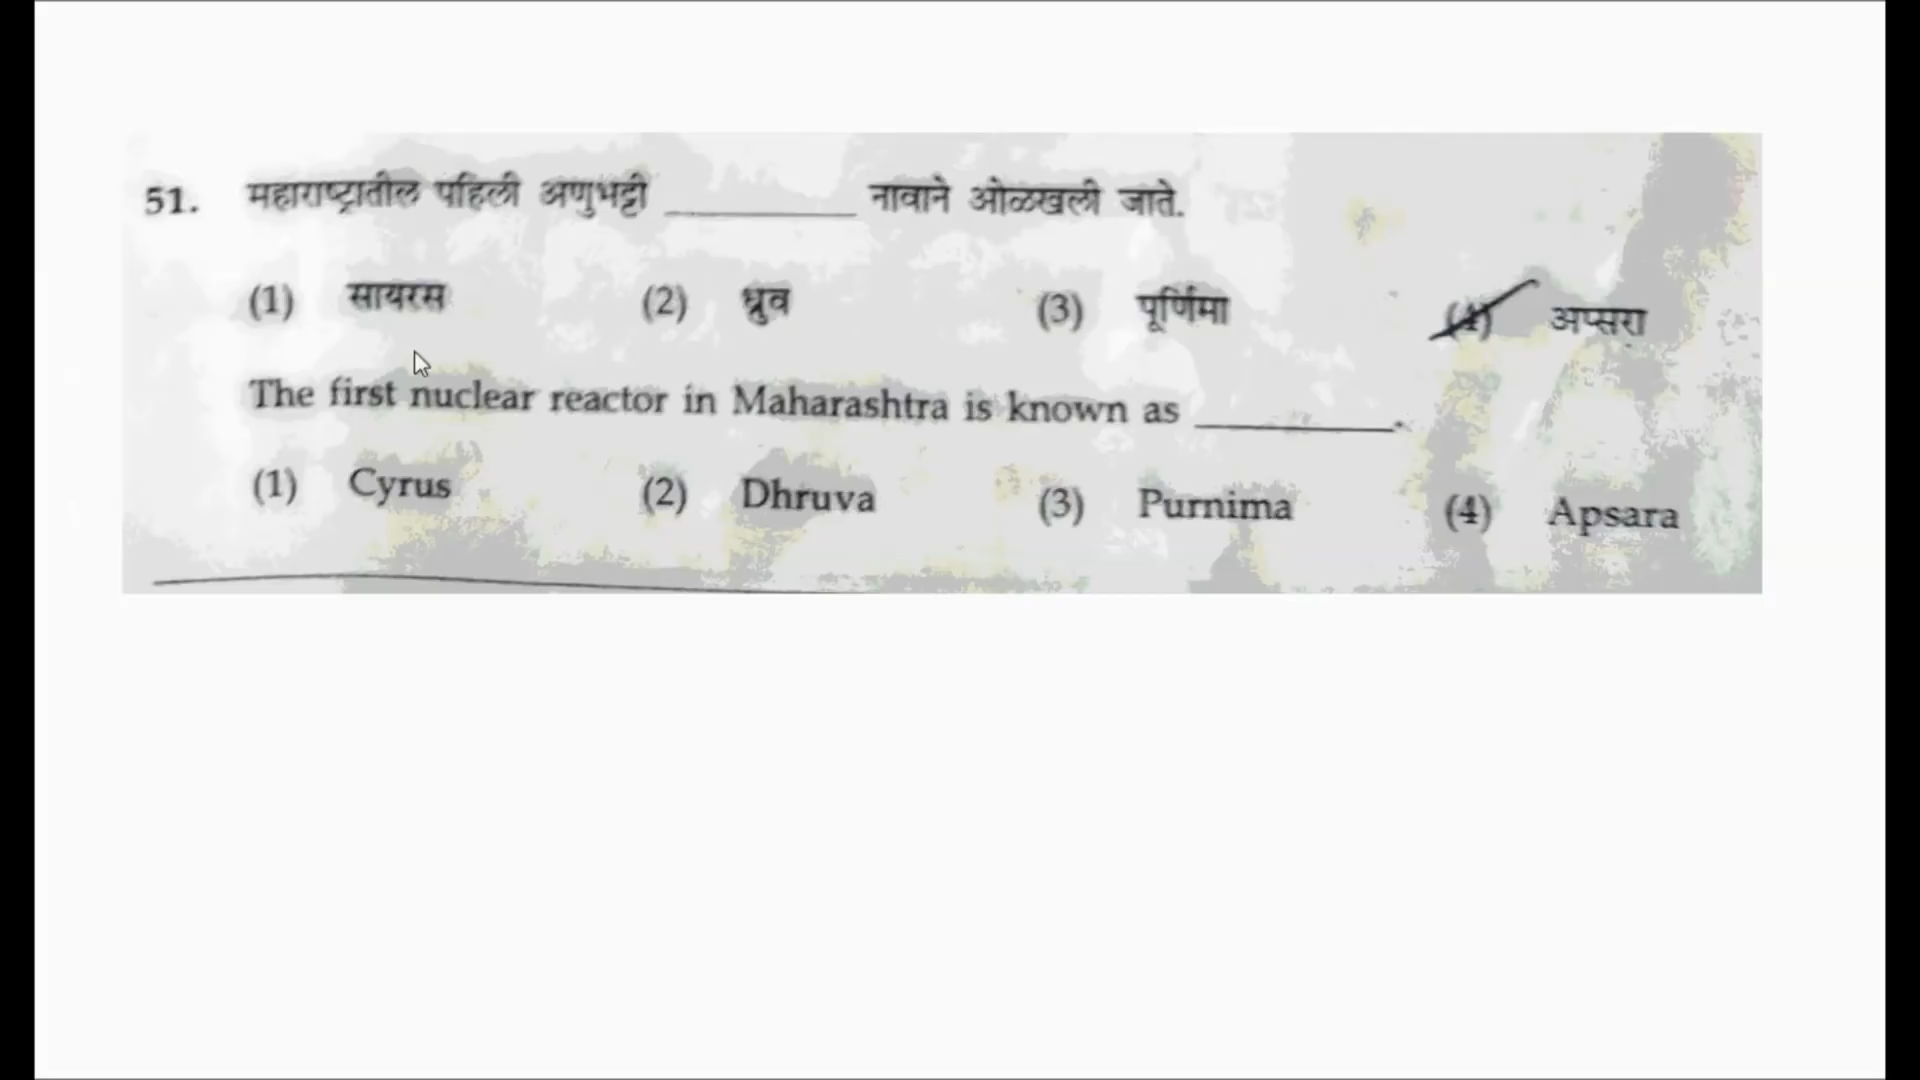 51. महाराष्ट्रातील पहिली अणुभट्टी __________ नावाने ओळखली जाते.
(1) सायरस (2) ध्रुव (3) पूर्णिमा (4) अप्सरा
The first nuclear reactor in Maharashtra is known as __________.
(1) Cyrus (2) Dhruva (3) Purnima (4) Apsara